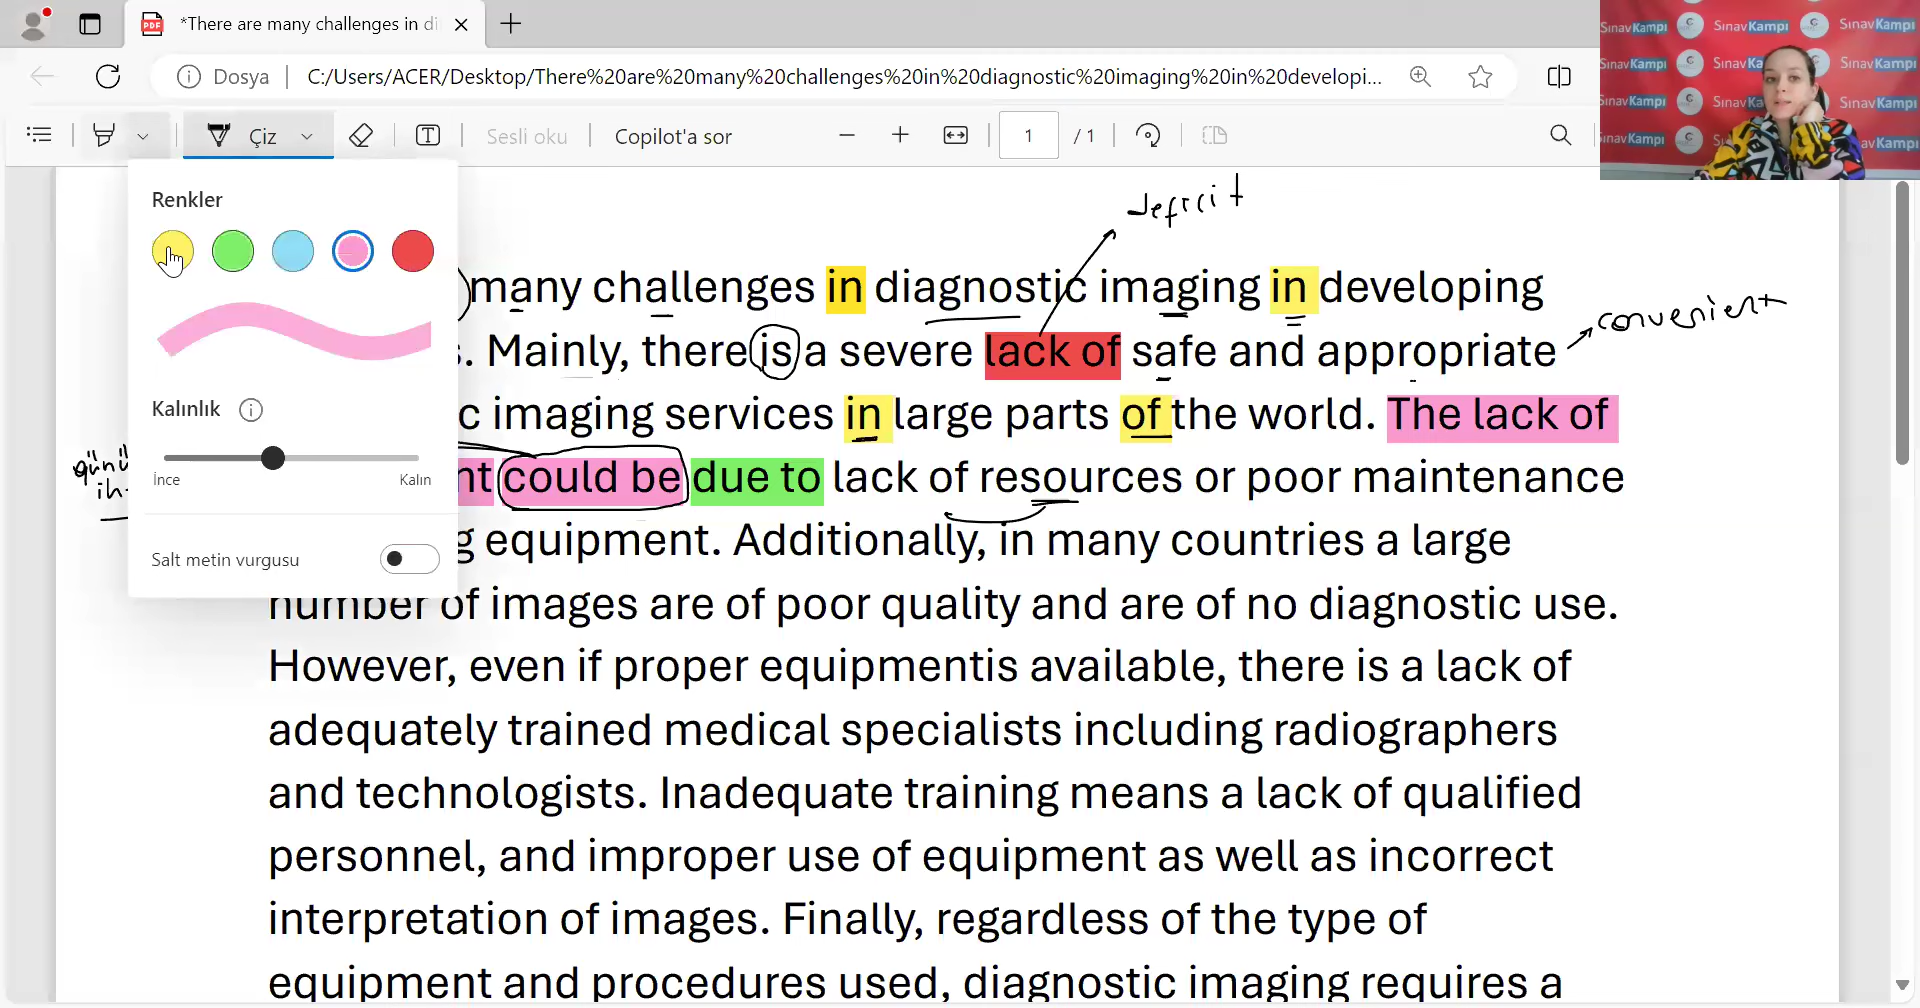 *There are many challenges in di
Dosya C:/Users/ACER/Desktop/There%20are%20many%20challenges%20in%20diagnostic%20imaging%20in%20developi...
Çiz Sesli oku Copilot'a sor 1 / 1
SınavKampı SınavKampı SınavKampı
Renkler
Kalınlık
İnce Kalın
Salt metin vurgusu
deficit
many challenges in diagnostic imaging in developing
convenient
s. Mainly, there is a severe lack of safe and appropriate
c imaging services in large parts of the world. The lack of
nt could be due to lack of resources or poor maintenance
g equipment. Additionally, in many countries a large
number of images are of poor quality and are of no diagnostic use.
However, even if proper equipmentis available, there is a lack of
adequately trained medical specialists including radiographers
and technologists. Inadequate training means a lack of qualified
personnel, and improper use of equipment as well as incorrect
interpretation of images. Finally, regardless of the type of
equipment and procedures used, diagnostic imaging requires a